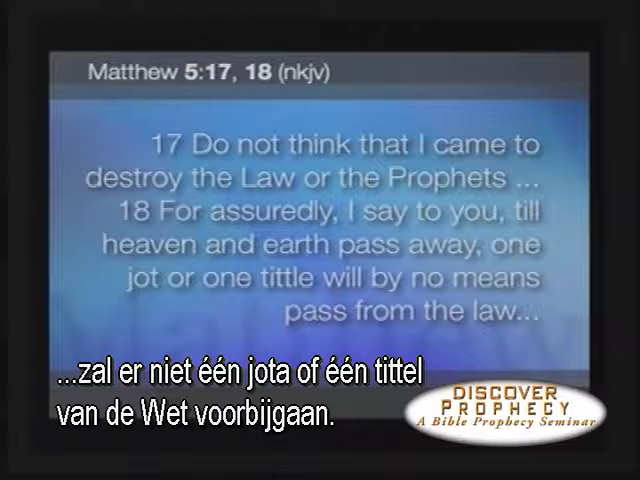 Matthew 5:17, 18 (nkjv)
17 Do not think that I came to
destroy the Law or the Prophets ...
18 For assuredly, I say to you, till
heaven and earth pass away, one
jot or one tittle will by no means
pass from the law...
Matthew
...zal er niet één jota of één tittel
van de Wet voorbijgaan.
DISCOVER
PROPHECY
A Bible Prophecy Seminar